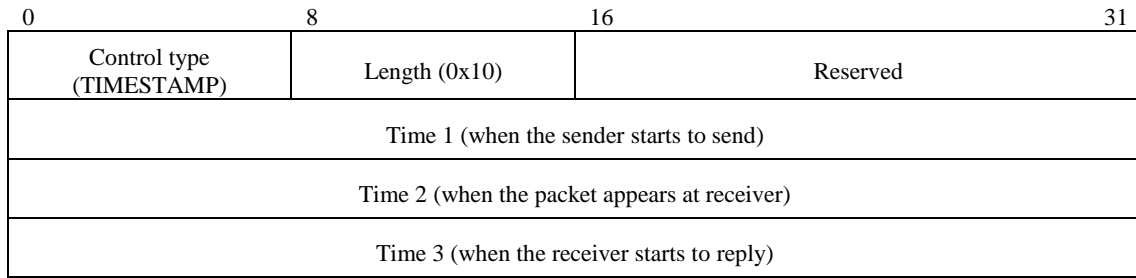 0 8 16 31
Control type
(TIMESTAMP)
Length (0x10)
Reserved
Time 1 (when the sender starts to send)
Time 2 (when the packet appears at receiver)
Time 3 (when the receiver starts to reply)